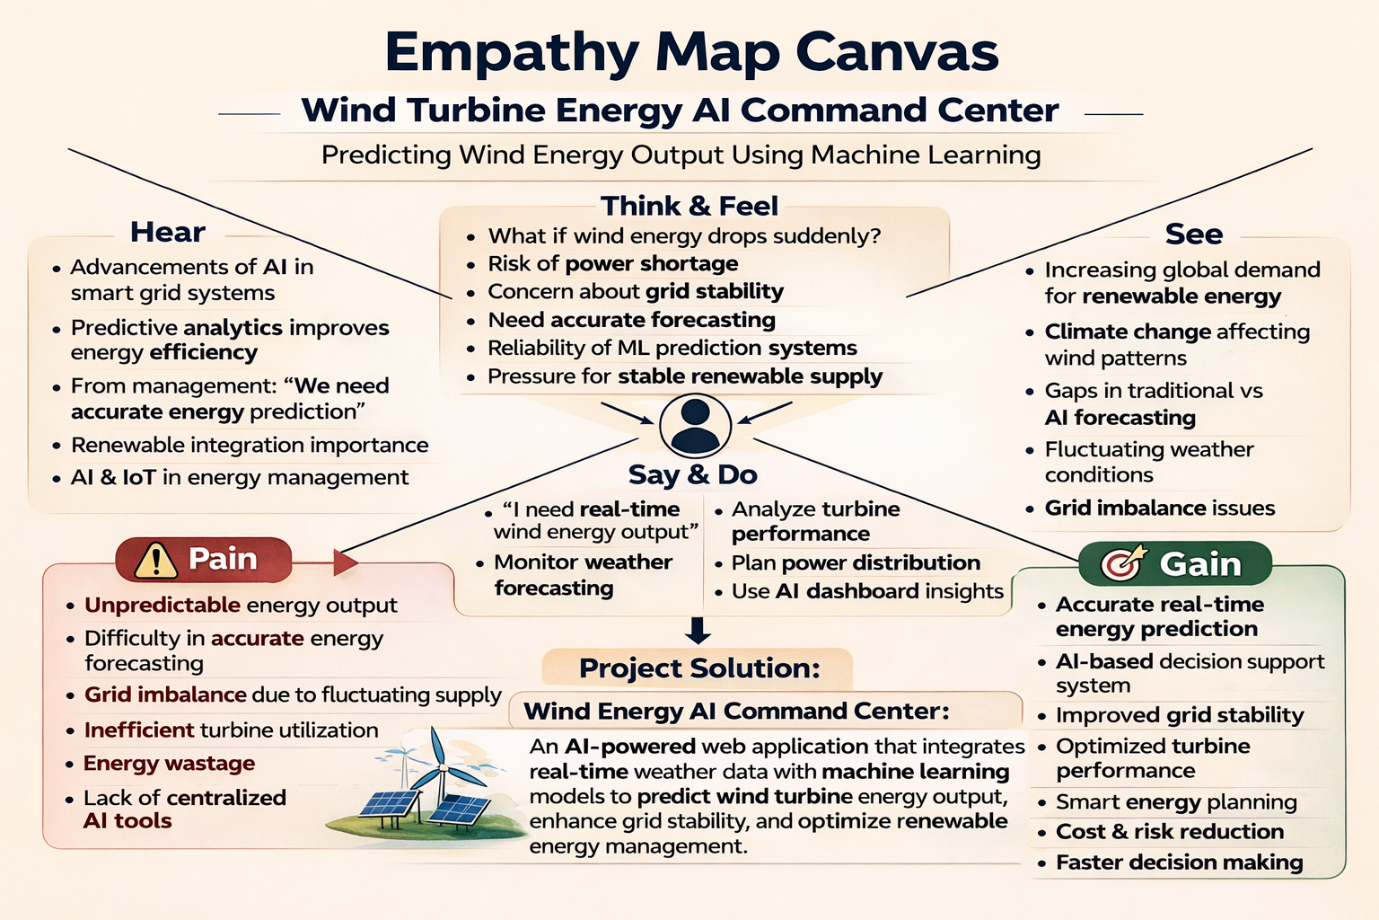 Empathy Map Canvas
Wind Turbine Energy AI Command Center
Predicting Wind Energy Output Using Machine Learning
Hear
• Advancements of AI in
smart grid systems
• Predictive analytics improves
energy efficiency
• From management: “We need
accurate energy prediction”
• Renewable integration importance
• AI & IoT in energy management
Think & Feel
• What if wind energy drops suddenly?
• Risk of power shortage
• Concern about grid stability
• Need accurate forecasting
• Reliability of ML prediction systems
• Pressure for stable renewable supply
See
• Increasing global demand
for renewable energy
• Climate change affecting
wind patterns
• Gaps in traditional vs
AI forecasting
• Fluctuating weather
conditions
• Grid imbalance issues
Say & Do
• “I need real-time
wind energy output”
• Monitor weather
forecasting
• Analyze turbine
performance
• Plan power distribution
• Use AI dashboard insights
Pain
• Unpredictable energy output
• Difficulty in accurate energy
forecasting
• Grid imbalance due to fluctuating supply
• Inefficient turbine utilization
• Energy wastage
• Lack of centralized
AI tools
Gain
• Accurate real-time
energy prediction
• AI-based decision support
system
• Improved grid stability
• Optimized turbine
performance
• Smart energy planning
• Cost & risk reduction
• Faster decision making
Project Solution:
Wind Energy AI Command Center:
An AI-powered web application that integrates
real-time weather data with machine learning
models to predict wind turbine energy output,
enhance grid stability, and optimize renewable
energy management.